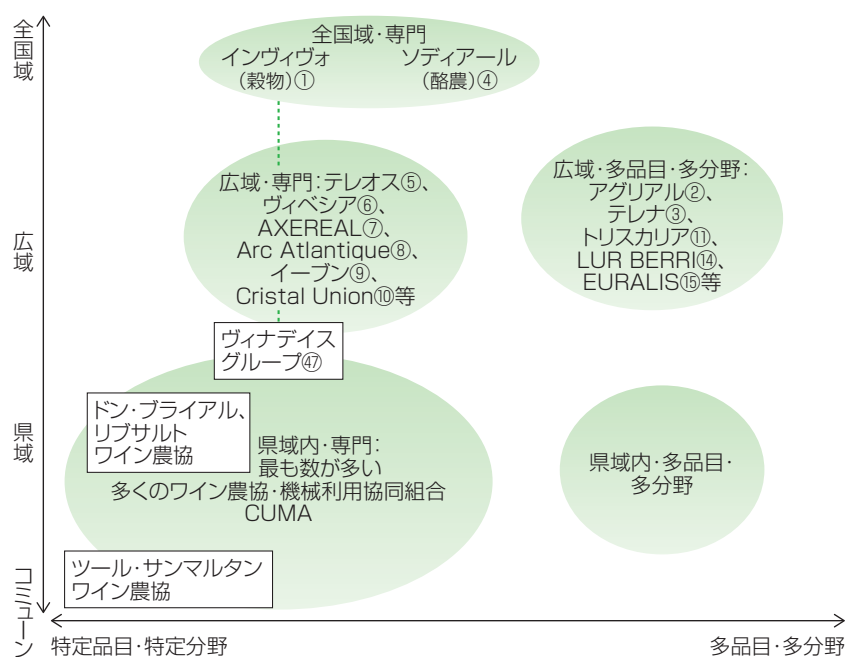 全国域
全国域・専門
インヴィヴォ
(穀物)①
ソディアール
(酪農)④
広域
広域・専門：テレオス⑤、
ヴィベシア⑥、
AXEREAL⑦、
Arc Atlantique⑧、
イーブン⑨、
Cristal Union⑩等
広域・多品目・多分野：
アグリアル②、
テレナ③、
トリスカリア⑪、
LUR BERRI⑭、
EURALIS⑮等
ヴィナデイス
グループ㊼
県域
ドン・ブライアル、
リブサルト
ワイン農協
県域内・専門：
最も数が多い
多くのワイン農協・機械利用協同組合
CUMA
県域内・多品目・
多分野
ツール・サンマルタン
ワイン農協
コミューン
特定品目・特定分野
多品目・多分野